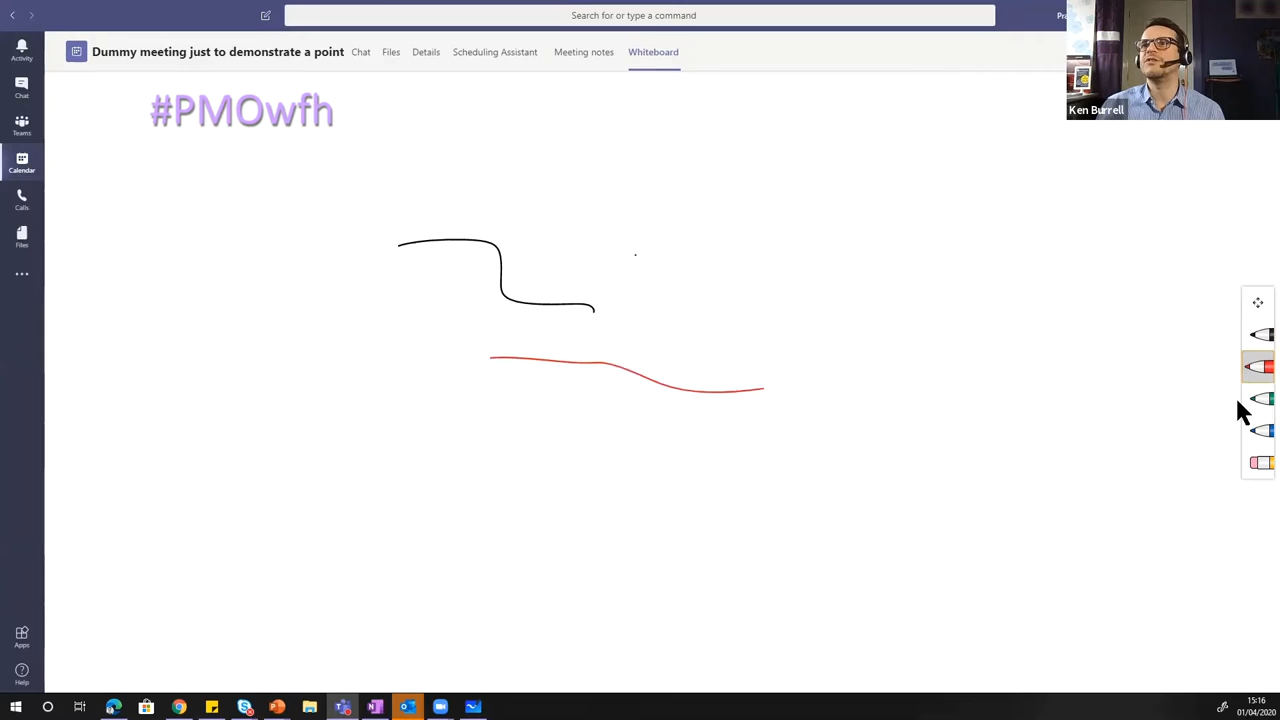 Search for or type a command
Pra
Ken Burrell
Dummy meeting just to demonstrate a point
Chat
Files
Details
Scheduling Assistant
Meeting notes
Whiteboard
#PMOwfh
Activity
Chat
Teams
Calendar
Calls
Files
Apps
Help
15:16
01/04/2020